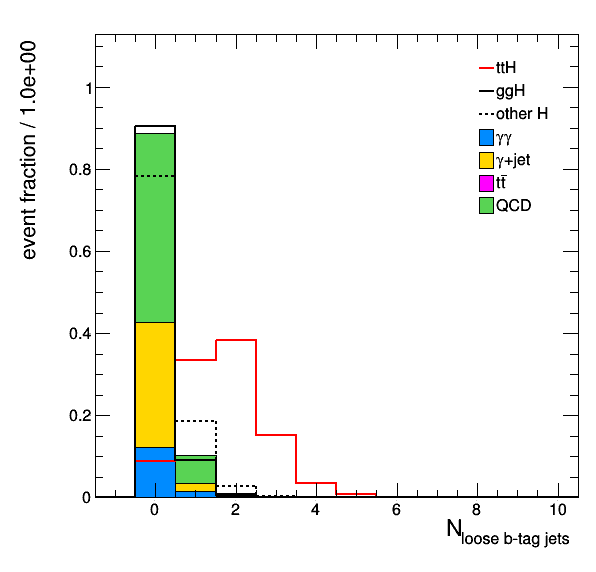 event fraction / 1.0e+00
1
0.8
0.6
0.4
0.2
0
ttH
ggH
other H
γγ
γ+jet
tt̄
QCD
0 2 4 6 8 10
N_loose b-tag jets